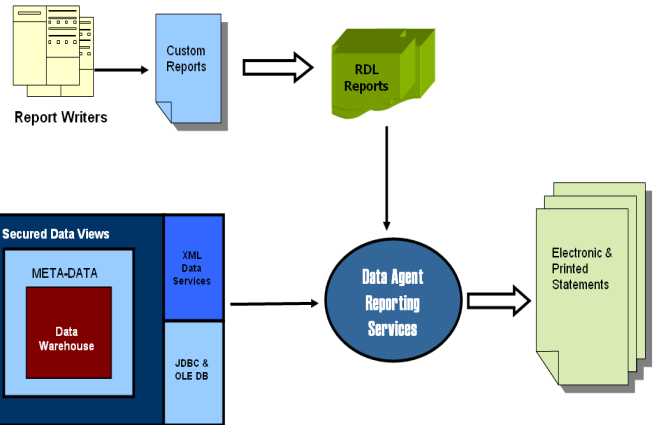 Custom
Reports
RDL
Reports
Report Writers
Secured Data Views
META-DATA
Data
Warehouse
XML
Data
Services
JDBC &
OLE DB
Data Agent
Reporting
Services
Electronic &
Printed
Statements